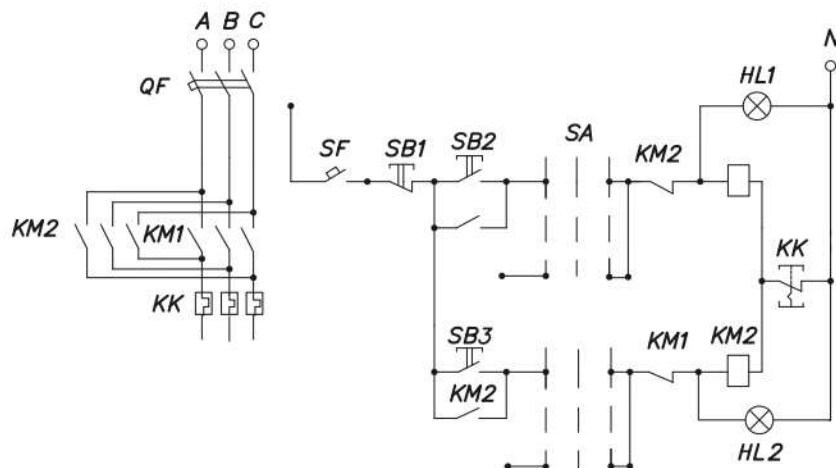 A B C
N
QF
HL1
SF
SB1
SB2
SA
KM2
KM2
KM1
KK
KK
SB3
KM1
KM2
KM2
HL2